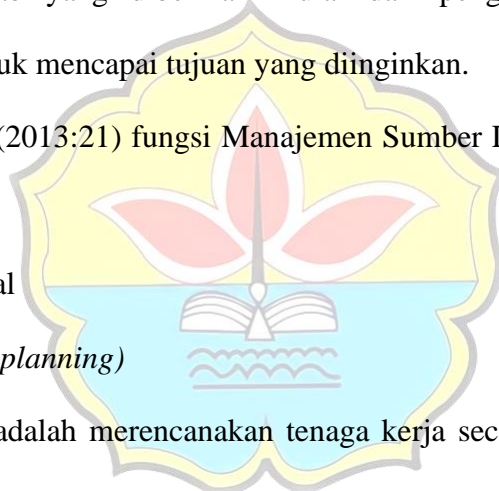 uk mencapai tujuan yang diinginkan.
(2013:21) fungsi Manajemen Sumber
al
planning)
adalah merencanakan tenaga kerja sec